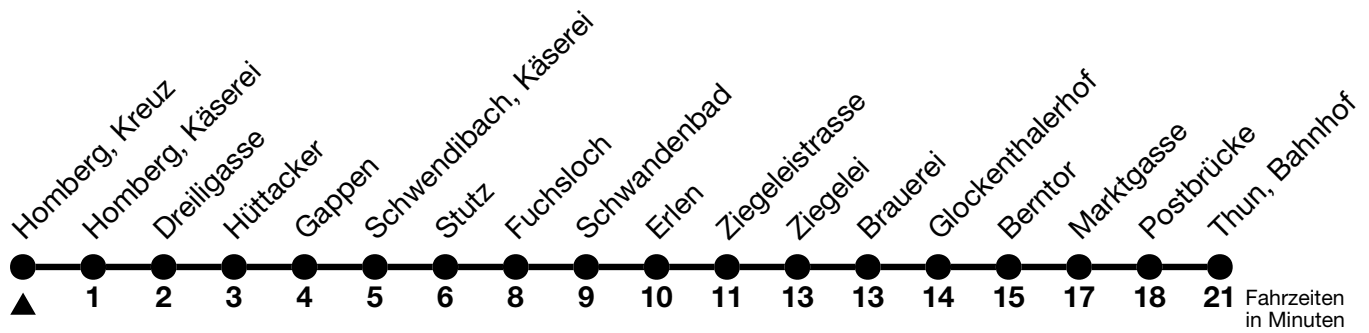 Homberg, Kreuz
Homberg, Käserei
Dreiligasse
Hüttacker
Gappen
Schwendibach, Käserei
Stutz
Fuchsloch
Schwandenbad
Erlen
Ziegeleistrasse
Ziegelei
Brauerei
Glockenthalerhof
Berntor
Marktgasse
Postbrücke
Thun, Bahnhof
1 2 3 4 5 6 8 9 10 11 13 13 14 15 17 18 21
Fahrzeiten
in Minuten